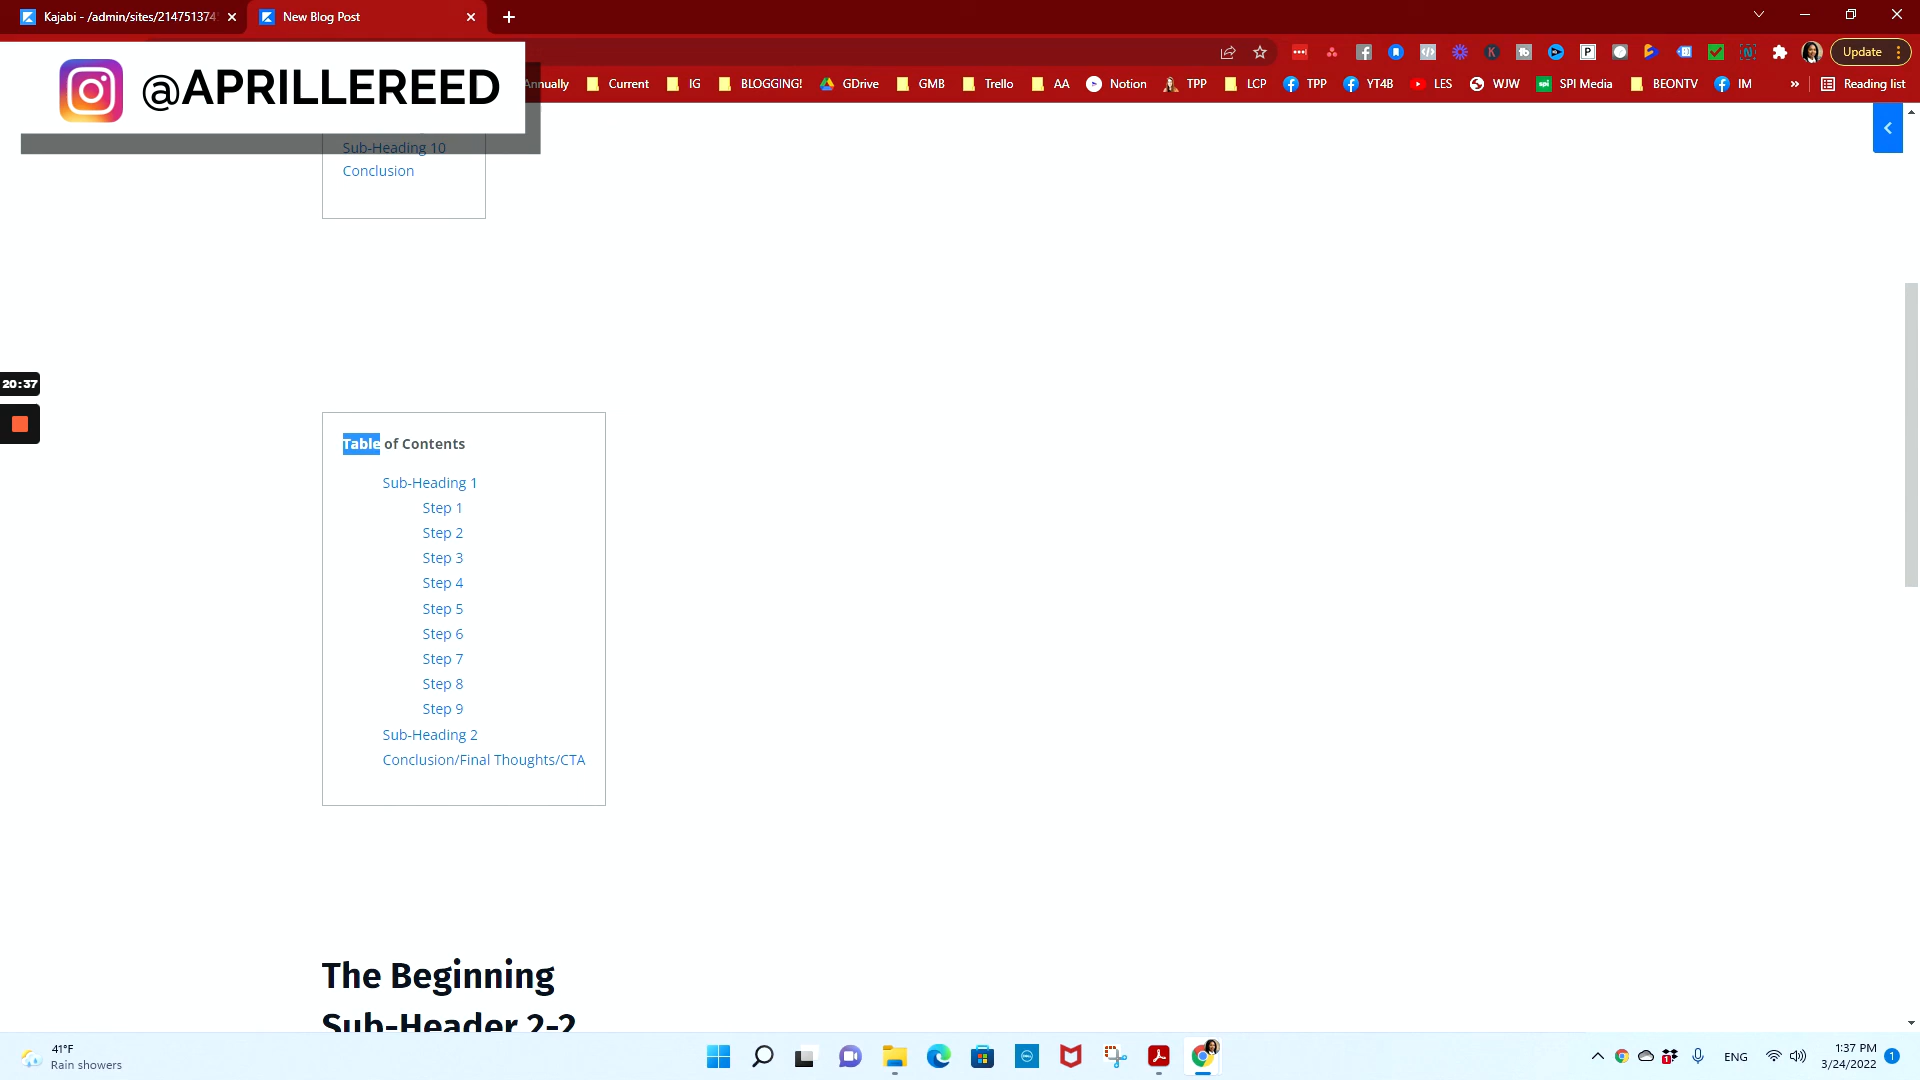 Kajabi - /admin/sites/214751374
New Blog Post
@APRILLEREED
Update
Annually
Current
IG
BLOGGING!
GDrive
GMB
Trello
AA
Notion
TPP
LCP
TPP
YT4B
LES
WJW
SPI Media
BEONTV
IM
»
Reading list
Sub-Heading 10
Conclusion
20:37
Table of Contents
Sub-Heading 1
Step 1
Step 2
Step 3
Step 4
Step 5
Step 6
Step 7
Step 8
Step 9
Sub-Heading 2
Conclusion/Final Thoughts/CTA
The Beginning
Sub-Header 2-2
41°F
Rain showers
ENG
1:37 PM
3/24/2022
1